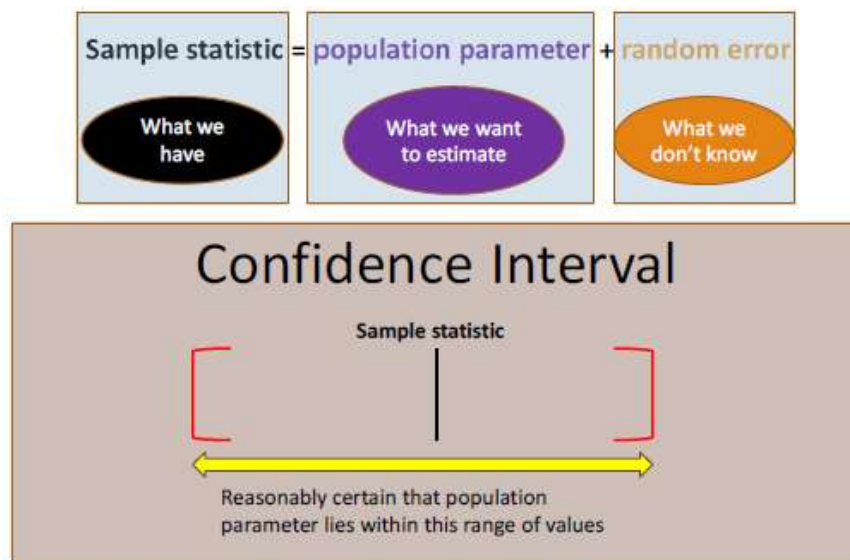 Sample statistic = population parameter + random error
What we
have
What we want
to estimate
What we
don't know
Confidence Interval
Sample statistic
Reasonably certain that population
parameter lies within this range of values